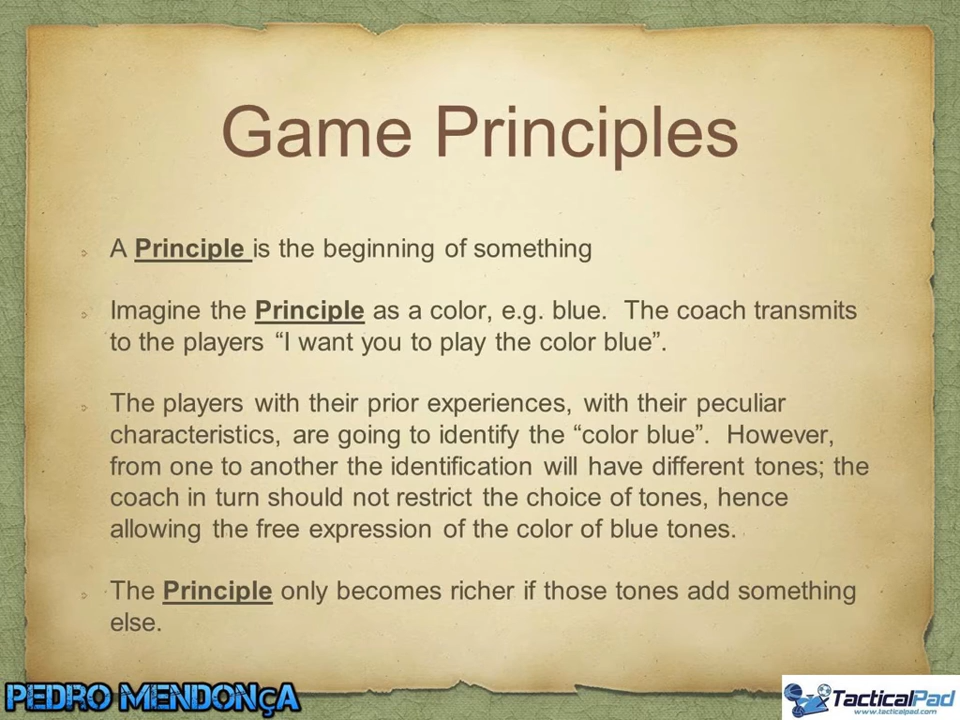 Game Principles
A Principle is the beginning of something
Imagine the Principle as a color, e.g. blue. The coach transmits
to the players “I want you to play the color blue”.
The players with their prior experiences, with their peculiar
characteristics, are going to identify the “color blue”. However,
from one to another the identification will have different tones; the
coach in turn should not restrict the choice of tones, hence
allowing the free expression of the color of blue tones.
The Principle only becomes richer if those tones add something
else.
PEDRO MENDONÇA
TacticalPad
www.tacticalpad.com